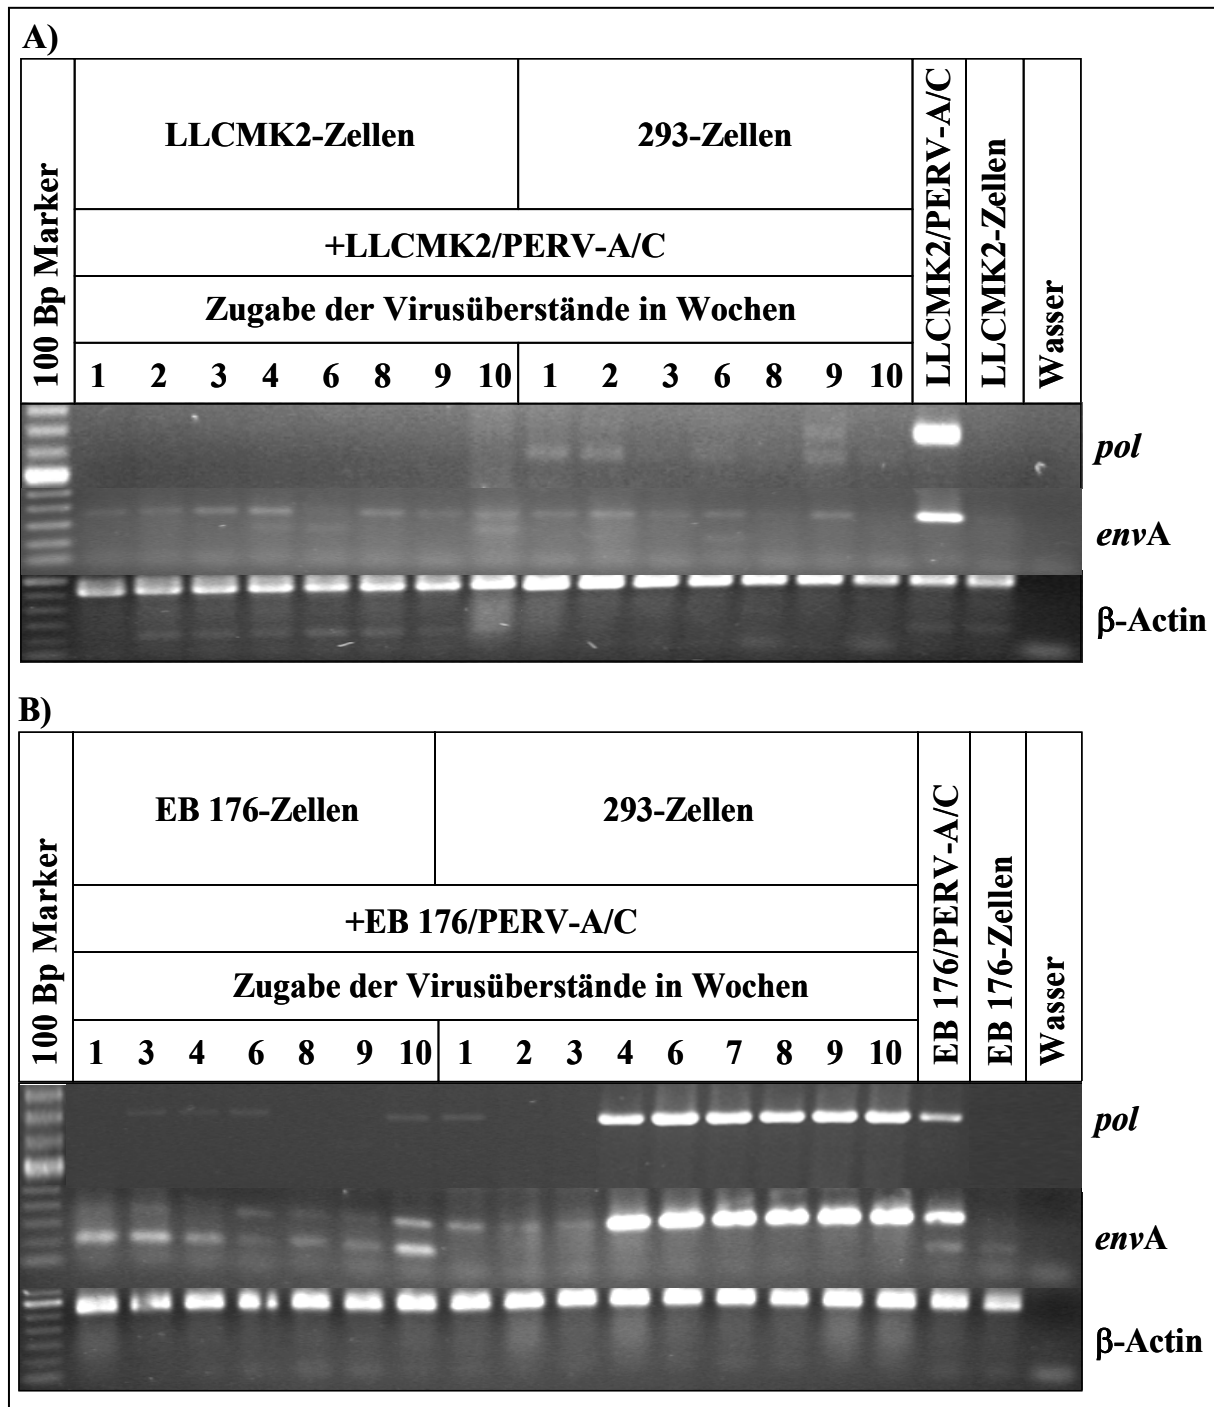 A)
100 Bp Marker
LLCMK2-Zellen
293-Zellen
LLCMK2/PERV-A/C
LLCMK2-Zellen
Wasser
+LLCMK2/PERV-A/C
Zugabe der Virusüberstände in Wochen
1 2 3 4 6 8 9 10 1 2 3 6 8 9 10
pol
envA
β-Actin
B)
100 Bp Marker
EB 176-Zellen
293-Zellen
EB 176/PERV-A/C
EB 176-Zellen
Wasser
+EB 176/PERV-A/C
Zugabe der Virusüberstände in Wochen
1 3 4 6 8 9 10 1 2 3 4 6 7 8 9 10
pol
envA
β-Actin